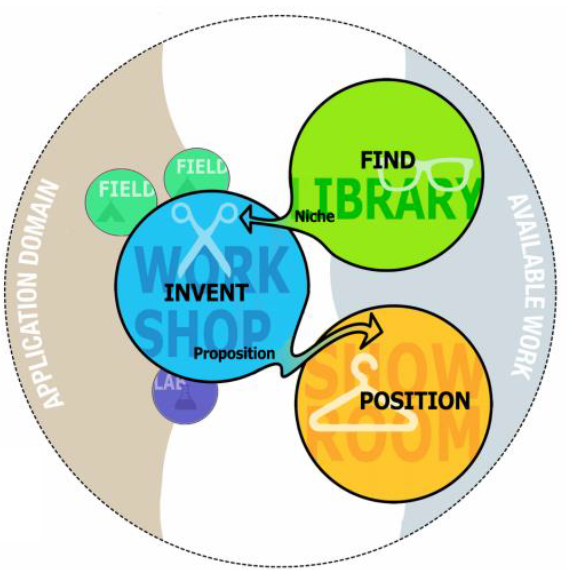 APPLICATION DOMAIN
AVAILABLE WORK
FIELD
FIELD
FIND
LIBRARY
Niche
WORK
INVENT
SHOP
Proposition
LAB
SHOW
POSITION
ROOM